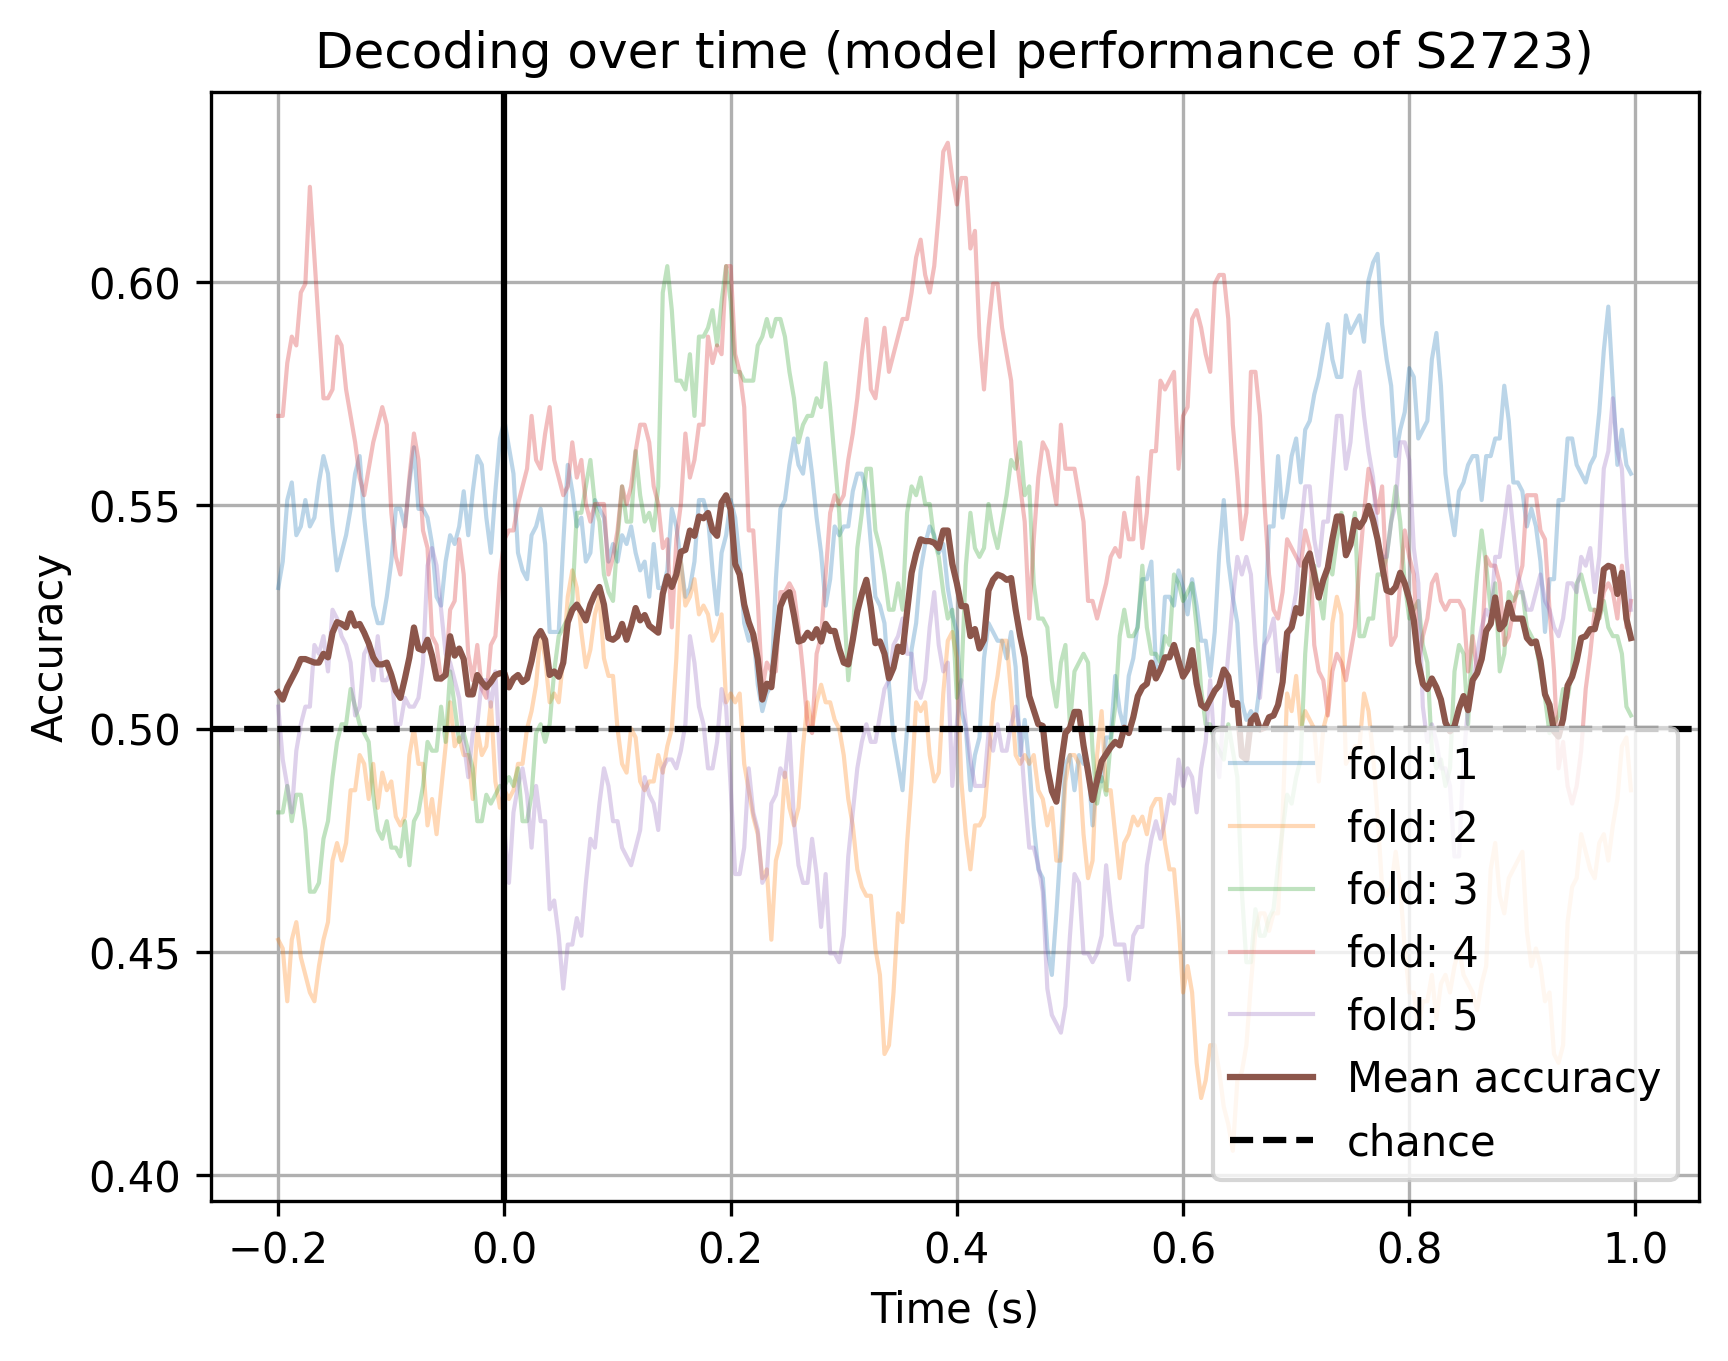 Decoding over time (model performance of S2723)
Accuracy
0.60
0.55
0.50
0.45
0.40
fold: 1
fold: 2
fold: 3
fold: 4
fold: 5
Mean accuracy
chance
−0.2 0.0 0.2 0.4 0.6 0.8 1.0
Time (s)